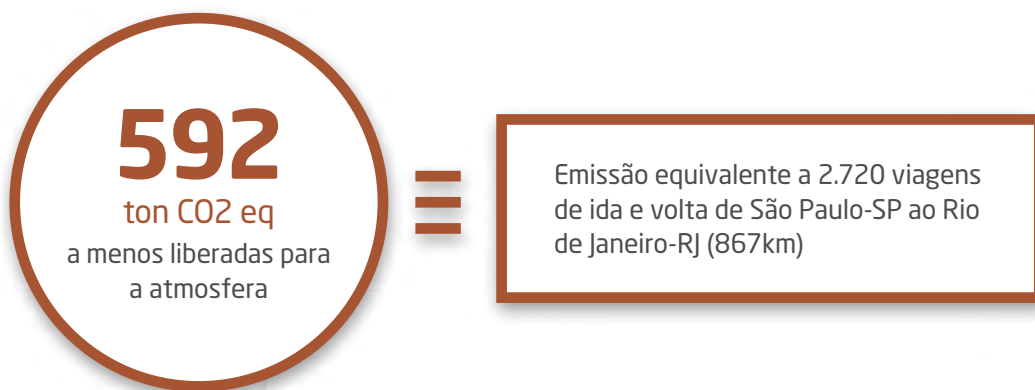 592
ton CO2 eq
a menos liberadas para
a atmosfera
Emissão equivalente a 2.720 viagens
de ida e volta de São Paulo-SP ao Rio
de Janeiro-RJ (867km)